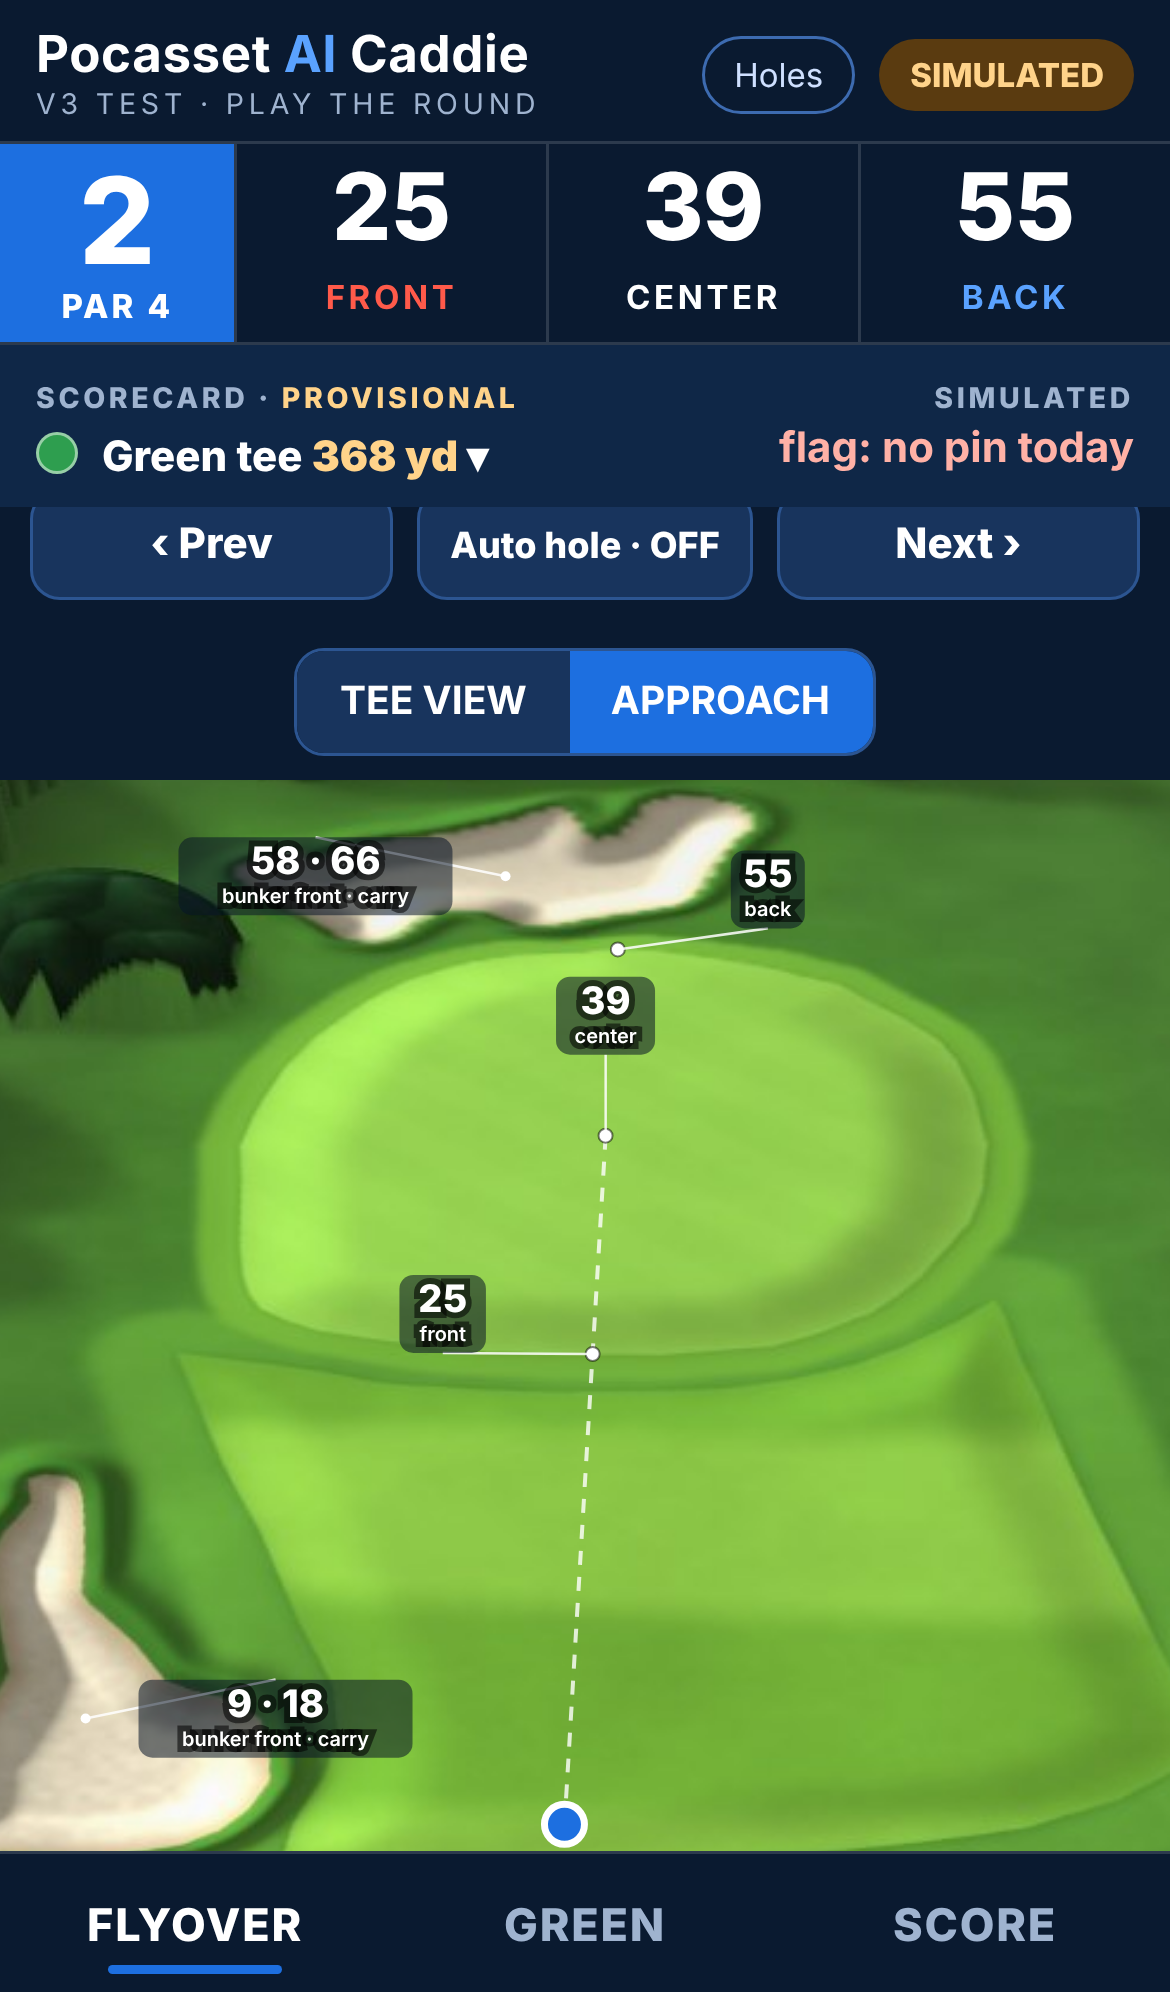 Pocasset AI Caddie
V3 TEST · PLAY THE ROUND
Holes
SIMULATED
2
PAR 4
25
FRONT
39
CENTER
55
BACK
SCORECARD · PROVISIONAL
Green tee 368 yd ▾
SIMULATED
flag: no pin today
‹ Prev
Auto hole · OFF
Next ›
TEE VIEW
APPROACH
58 · 66
bunker front · carry
55
back
39
center
25
front
9 · 18
bunker front · carry
FLYOVER
GREEN
SCORE